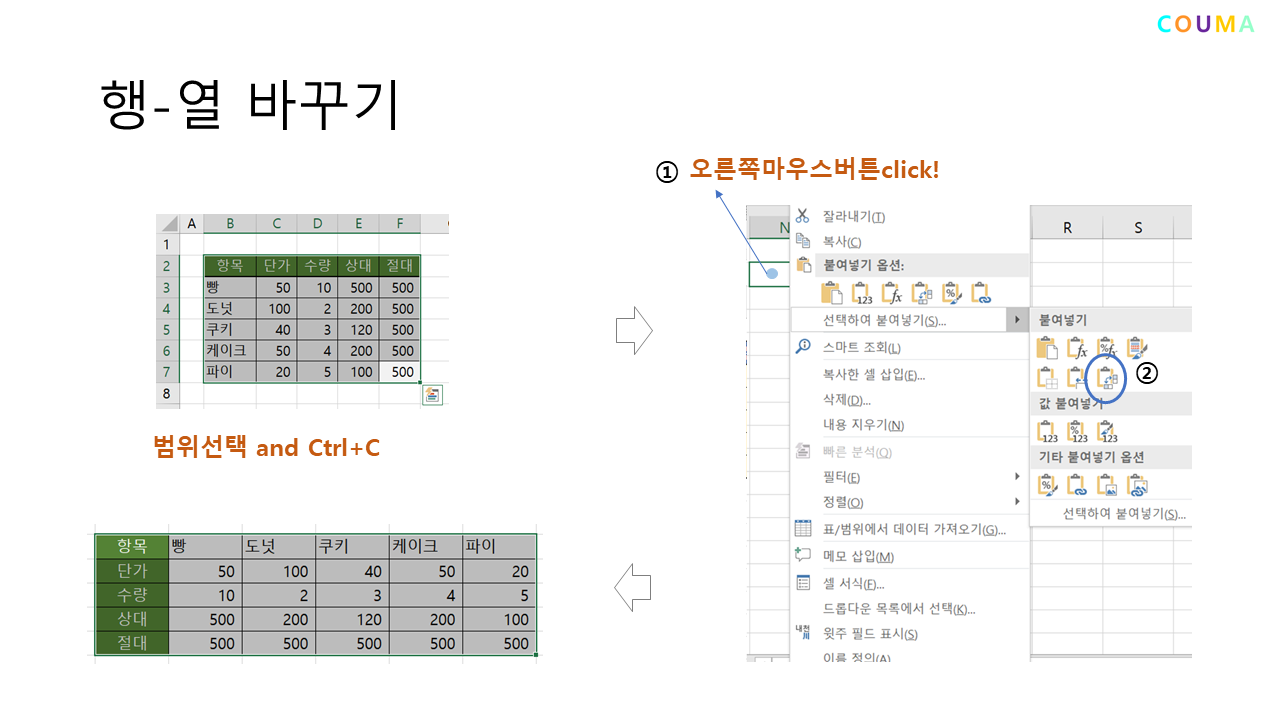 COUMA
행-열 바꾸기
① 오른쪽마우스버튼click!
A B C D E F
1
2 항목 단가 수량 상대 절대
3 빵 50 10 500 500
4 도넛 100 2 200 500
5 쿠키 40 3 120 500
6 케이크 50 4 200 500
7 파이 20 5 100 500
8
범위선택 and Ctrl+C
N R S
잘라내기(T)
복사(C)
붙여넣기 옵션:
선택하여 붙여넣기(S)...
스마트 조회(L)
복사한 셀 삽입(E)...
삭제(D)...
내용 지우기(N)
빠른 분석(Q)
필터(E)
정렬(O)
표/범위에서 데이터 가져오기(G)...
메모 삽입(M)
셀 서식(F)...
드롭다운 목록에서 선택(K)...
윗주 필드 표시(S)
이름 정의(A)
붙여넣기
②
값 붙여넣기
기타 붙여넣기 옵션
선택하여 붙여넣기(S)...
항목 빵 도넛 쿠키 케이크 파이
단가 50 100 40 50 20
수량 10 2 3 4 5
상대 500 200 120 200 100
절대 500 500 500 500 500